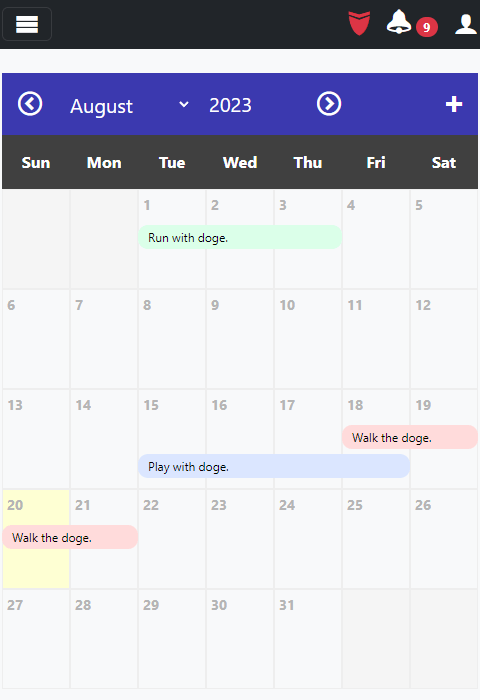 9
August 2023
Sun Mon Tue Wed Thu Fri Sat
1 2 3 4 5
Run with doge.
6 7 8 9 10 11 12
13 14 15 16 17 18 19
Walk the doge.
Play with doge.
20 21 22 23 24 25 26
Walk the doge.
27 28 29 30 31